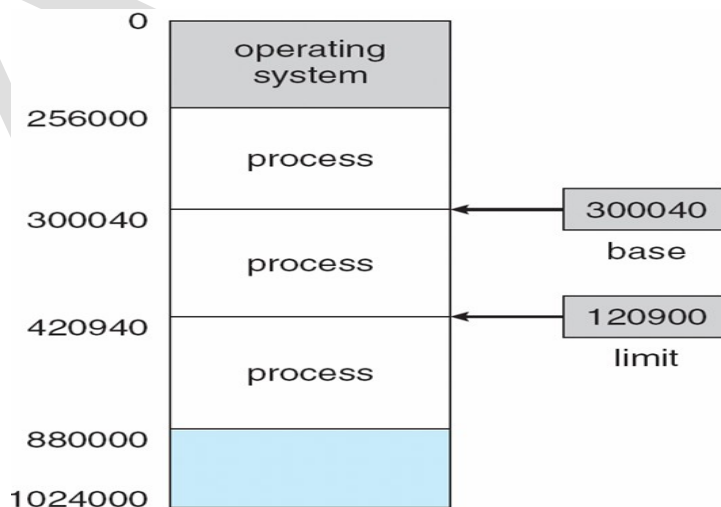 0
operating
system
256000
process
300040
300040
base
process
420940
120900
limit
process
880000
1024000